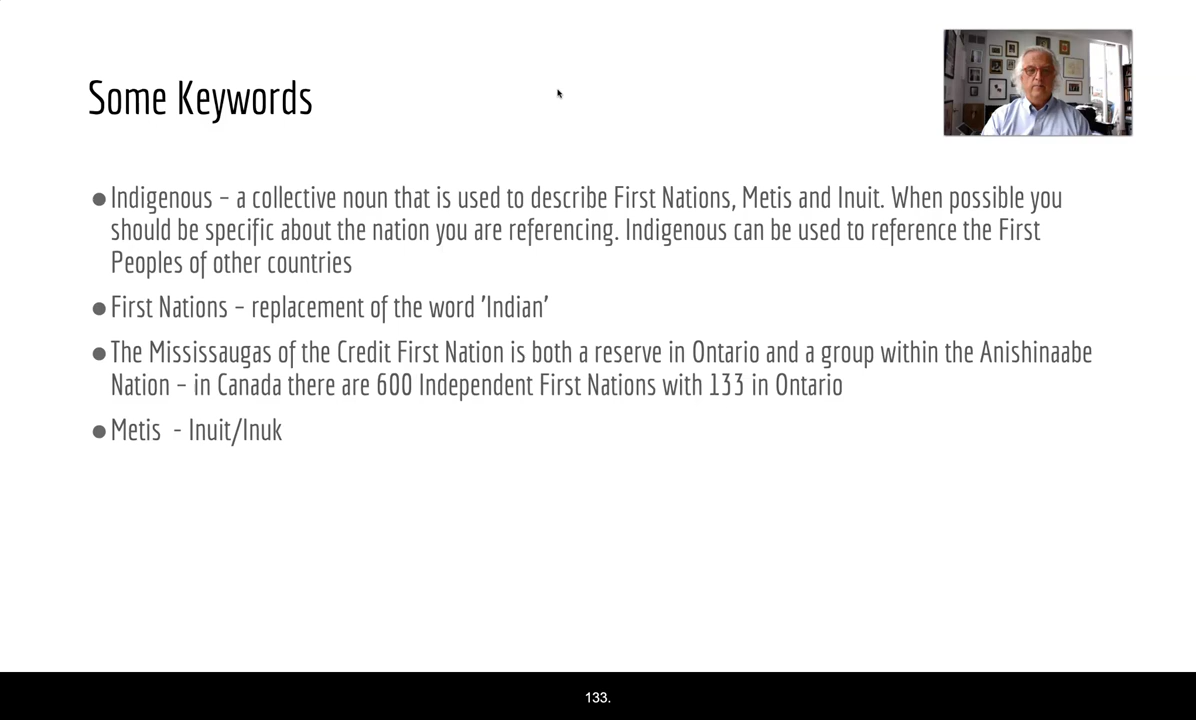 Some Keywords
● Indigenous – a collective noun that is used to describe First Nations, Metis and Inuit. When possible you
should be specific about the nation you are referencing. Indigenous can be used to reference the First
Peoples of other countries
● First Nations – replacement of the word 'Indian'
● The Mississaugas of the Credit First Nation is both a reserve in Ontario and a group within the Anishinaabe
Nation – in Canada there are 600 Independent First Nations with 133 in Ontario
● Metis - Inuit/Inuk
133.